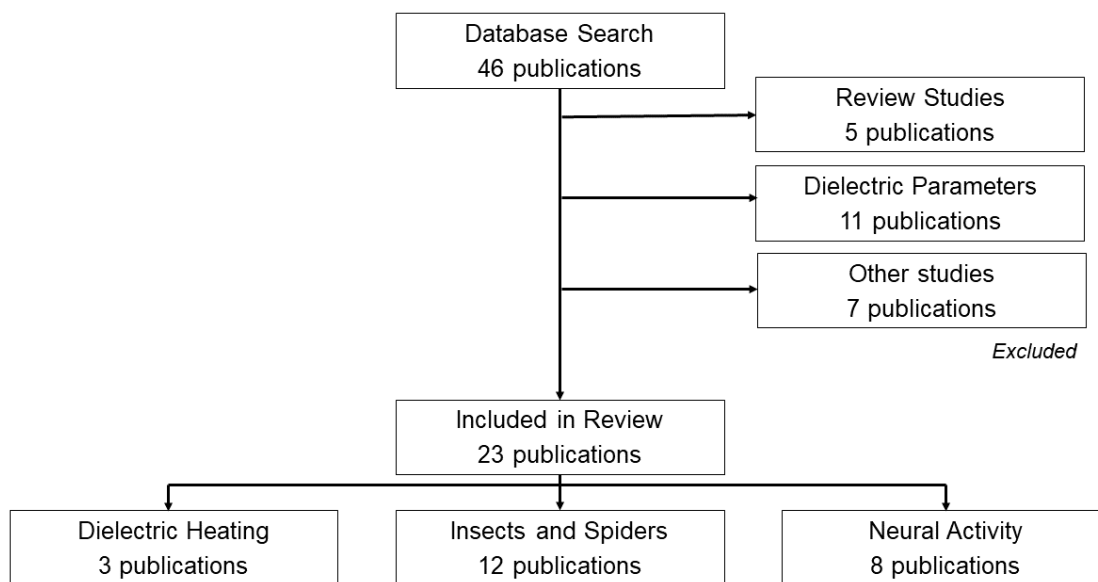 Database Search
46 publications
Review Studies
5 publications
Dielectric Parameters
11 publications
Other studies
7 publications
Excluded
Included in Review
23 publications
Dielectric Heating
3 publications
Insects and Spiders
12 publications
Neural Activity
8 publications